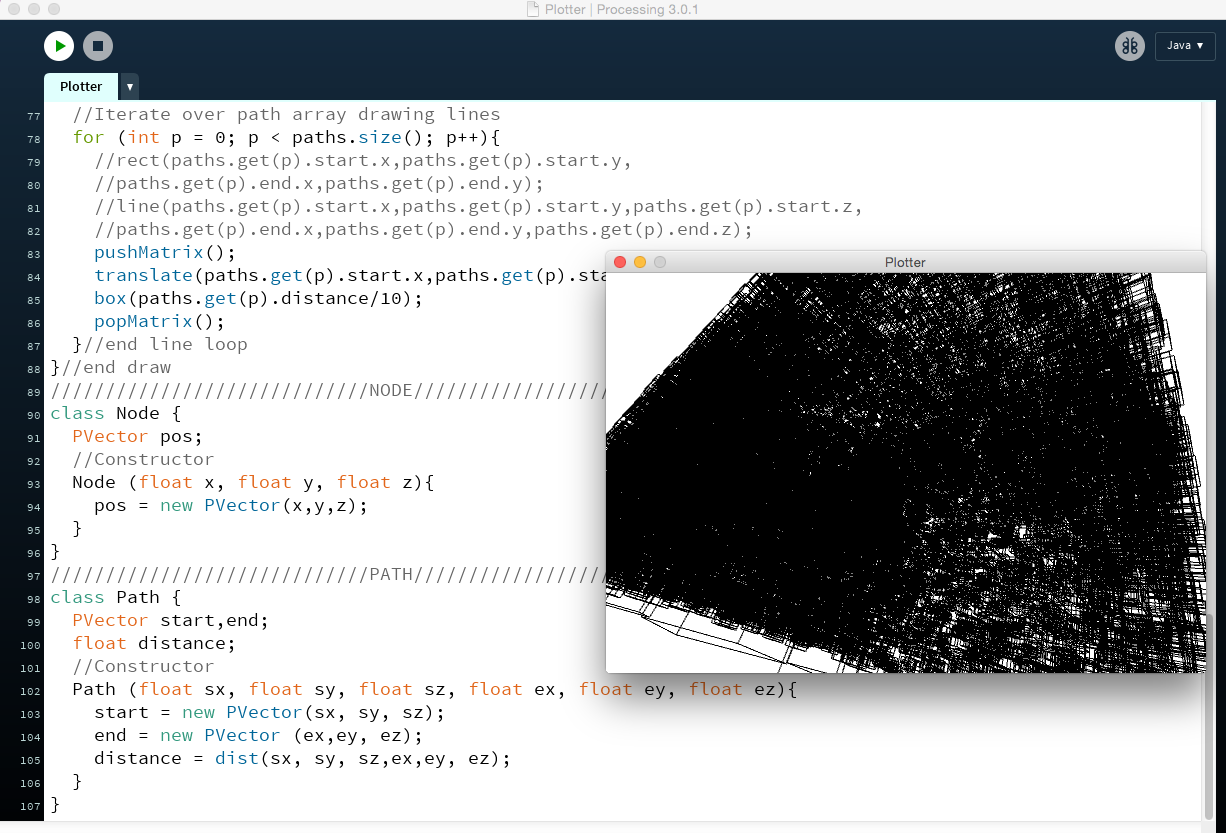 Plotter | Processing 3.0.1
Java ▼
Plotter ▼
77 //Iterate over path array drawing lines
78 for (int p = 0; p < paths.size(); p++){
79 //rect(paths.get(p).start.x,paths.get(p).start.y,
80 //paths.get(p).end.x,paths.get(p).end.y);
81 //line(paths.get(p).start.x,paths.get(p).start.y,paths.get(p).start.z,
82 //paths.get(p).end.x,paths.get(p).end.y,paths.get(p).end.z);
83 pushMatrix();
84 translate(paths.get(p).start.x,paths.get(p).sta
85 box(paths.get(p).distance/10);
86 popMatrix();
87 }//end line loop
88 }//end draw
89 /////////////////////////////NODE//////////////////
90 class Node {
91 PVector pos;
92 //Constructor
93 Node (float x, float y, float z){
94 pos = new PVector(x,y,z);
95 }
96 }
97 /////////////////////////////PATH//////////////////
98 class Path {
99 PVector start,end;
100 float distance;
101 //Constructor
102 Path (float sx, float sy, float sz, float ex, float ey, float ez){
103 start = new PVector(sx, sy, sz);
104 end = new PVector (ex,ey, ez);
105 distance = dist(sx, sy, sz,ex,ey, ez);
106 }
107 }
Plotter